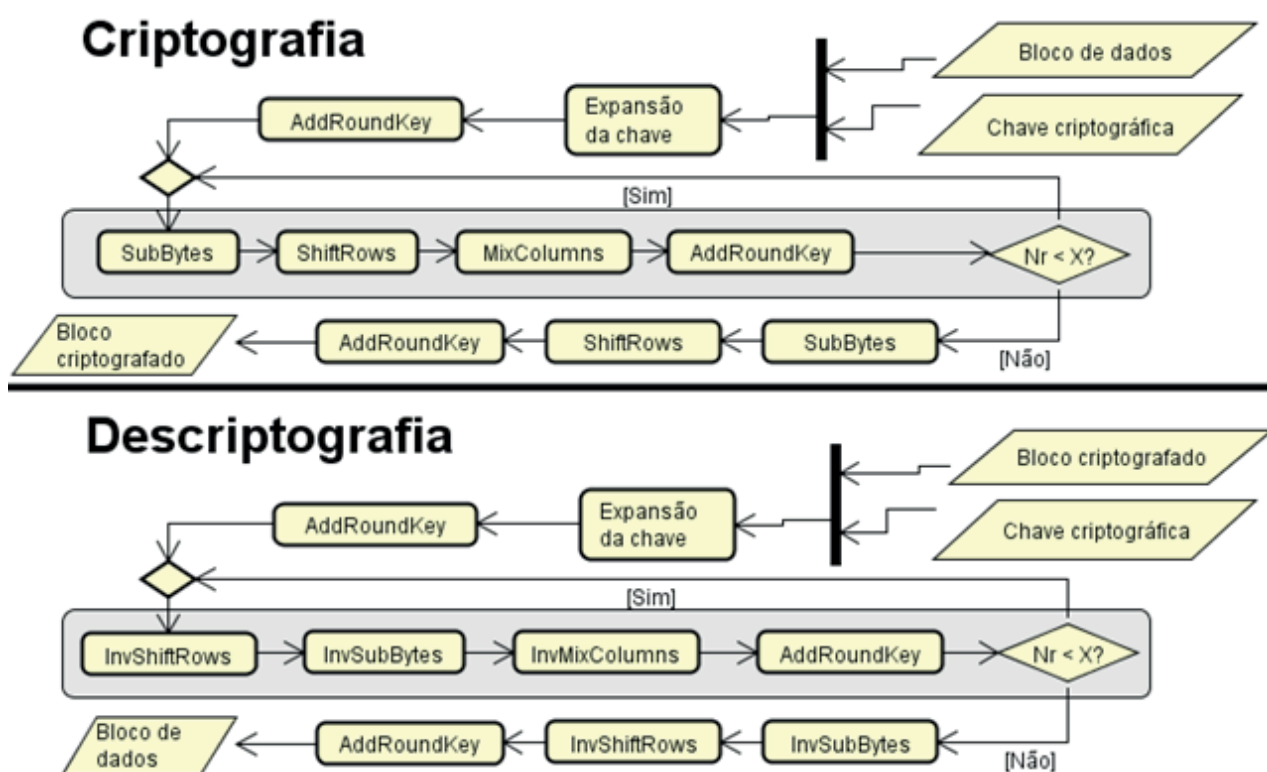 Criptografia
Bloco de dados
Chave criptográfica
Expansão
da chave
AddRoundKey
[Sim]
SubBytes
ShiftRows
MixColumns
AddRoundKey
Nr < X?
[Não]
SubBytes
ShiftRows
AddRoundKey
Bloco
criptografado
Descriptografia
Bloco criptografado
Chave criptográfica
Expansão
da chave
AddRoundKey
[Sim]
InvShiftRows
InvSubBytes
InvMixColumns
AddRoundKey
Nr < X?
[Não]
InvSubBytes
InvShiftRows
AddRoundKey
Bloco de
dados